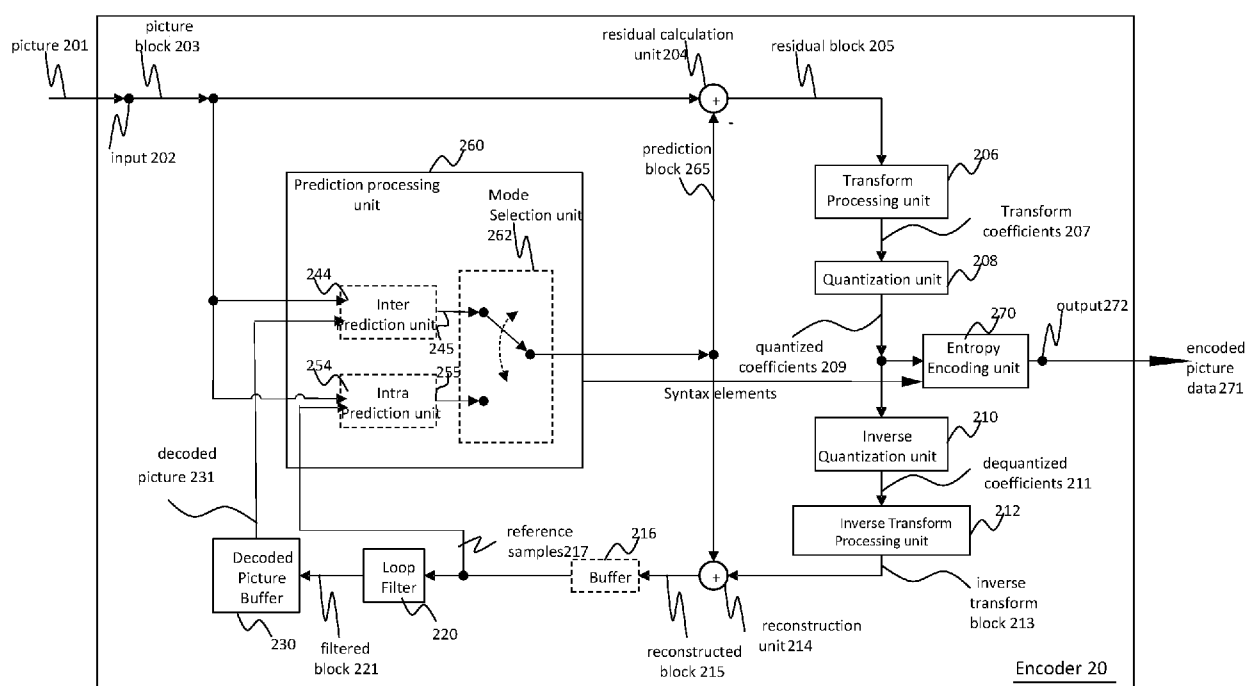 picture 201
picture
block 203
residual calculation
unit 204
residual block 205
input 202
260
Prediction processing
unit
prediction
block 265
206
Transform
Processing unit
Mode
Selection unit
262
Transform
coefficients 207
244
Inter
Prediction unit
245
208
Quantization unit
270
output272
Entropy
Encoding unit
quantized
coefficients 209
encoded
picture
data 271
254
255
Intra
Prediction unit
Syntax elements
210
Inverse
Quantization unit
decoded
picture 231
dequantized
coefficients 211
212
Inverse Transform
Processing unit
reference
samples217
216
Buffer
Decoded
Picture
Buffer
Loop
Filter
inverse
transform
block 213
230
220
filtered
block 221
reconstruction
unit 214
reconstructed
block 215
Encoder 20